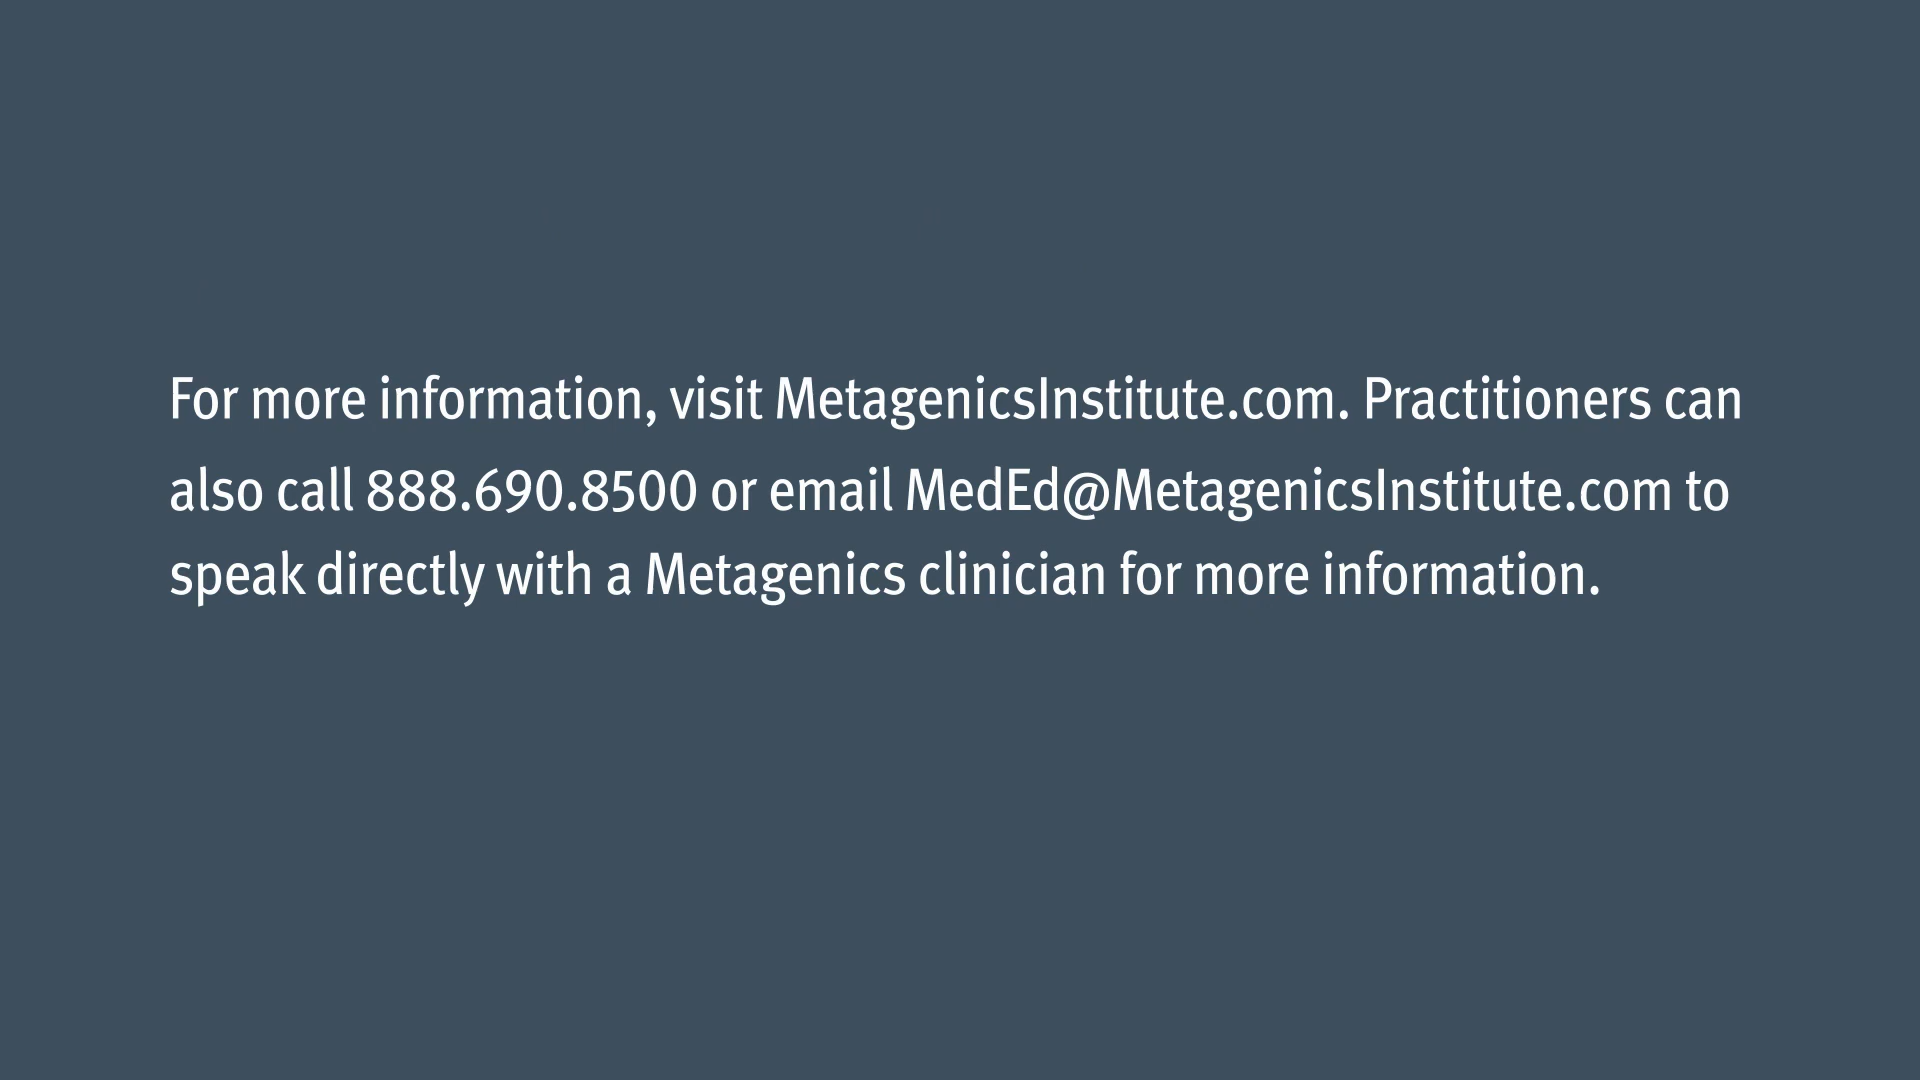 For more information, visit MetagenicsInstitute.com. Practitioners can
also call 888.690.8500 or email MedEd@MetagenicsInstitute.com to
speak directly with a Metagenics clinician for more information.